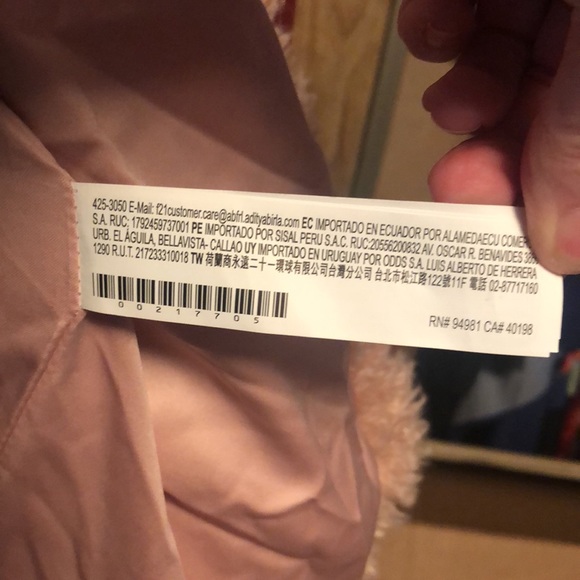 425-3050 E-Mail: f21customer.care@abfrl.adityabirla.com EC IMPORTADO EN ECUADOR POR ALAMEDAECU
S.A. RUC: 1792459737001 PE IMPORTADO POR SISAL PERU S.A.C. RUC:20556200832 AV. OSCAR R. BENAVIDES
URB. EL ÁGUILA, BELLAVISTA- CALLAO UY IMPORTADO EN URUGUAY POR ODDS S.A. LUIS ALBERTO DE HERRERA
1290 R.U.T. 217233310018 TW 荷蘭商永遠二十一環球有限公司台灣分公司 台北市松江路122號11F 電話 02-87717160
00217705
RN# 94981 CA# 40198